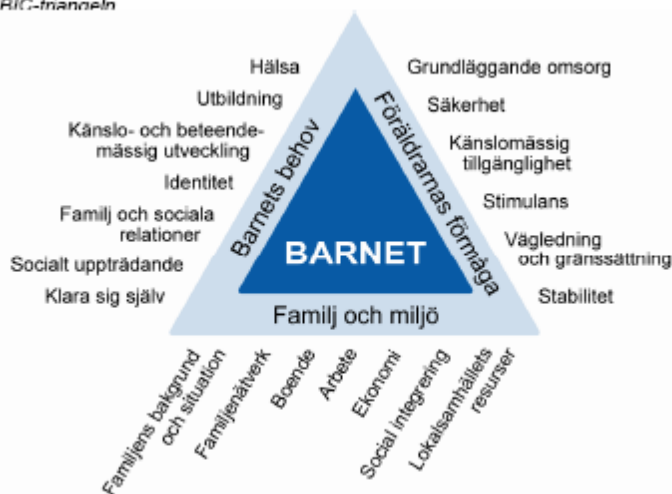 BIC-triangeln
Hälsa
Utbildning
Känslo- och beteende-
mässig utveckling
Identitet
Familj och sociala
relationer
Socialt uppträdande
Klara sig själv
Barnets behov
BARNET
Föräldrarnas förmåga
Grundläggande omsorg
Säkerhet
Känslomässig
tillgänglighet
Stimulans
Vägledning
och gränssättning
Stabilitet
Familj och miljö
Familjens bakgrund
och situation
Familjenätverk
Boende
Arbete
Ekonomi
Social integrering
Lokalsamhällets
resurser